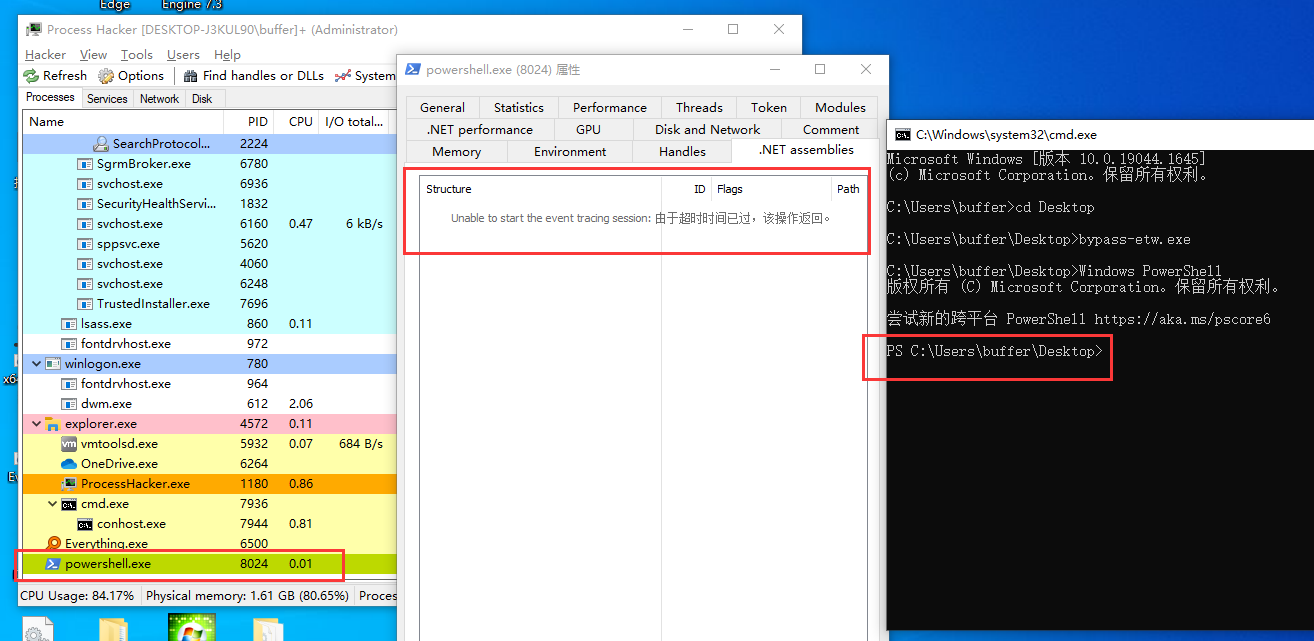 Edge
Engine 7.3
Process Hacker [DESKTOP-J3KUL90\buffer]+ (Administrator)
Hacker View Tools Users Help
Refresh Options Find handles or DLLs System
Processes Services Network Disk
Name PID CPU I/O total...
SearchProtocol... 2224
SgrmBroker.exe 6780
svchost.exe 6936
SecurityHealthServi... 1832
svchost.exe 6160 0.47 6 kB/s
sppsvc.exe 5620
svchost.exe 4060
svchost.exe 6248
TrustedInstaller.exe 7696
lsass.exe 860 0.11
fontdrvhost.exe 972
winlogon.exe 780
fontdrvhost.exe 964
dwm.exe 612 2.06
explorer.exe 4572 0.11
vmtoolsd.exe 5932 0.07 684 B/s
OneDrive.exe 6264
ProcessHacker.exe 1180 0.86
cmd.exe 7936
conhost.exe 7944 0.81
Everything.exe 6500
powershell.exe 8024 0.01
CPU Usage: 84.17% Physical memory: 1.61 GB (80.65%) Proces
powershell.exe (8024) 属性
General Statistics Performance Threads Token Modules
.NET performance GPU Disk and Network Comment
Memory Environment Handles .NET assemblies
Structure ID Flags Path
Unable to start the event tracing session: 由于超时时间已过，该操作返回。
C:\Windows\system32\cmd.exe
Microsoft Windows [版本 10.0.19044.1645]
(c) Microsoft Corporation。保留所有权利。
C:\Users\buffer>cd Desktop
C:\Users\buffer\Desktop>bypass-etw.exe
C:\Users\buffer\Desktop>Windows PowerShell
版权所有 (C) Microsoft Corporation。保留所有权利。
尝试新的跨平台 PowerShell https://aka.ms/pscore6
PS C:\Users\buffer\Desktop>